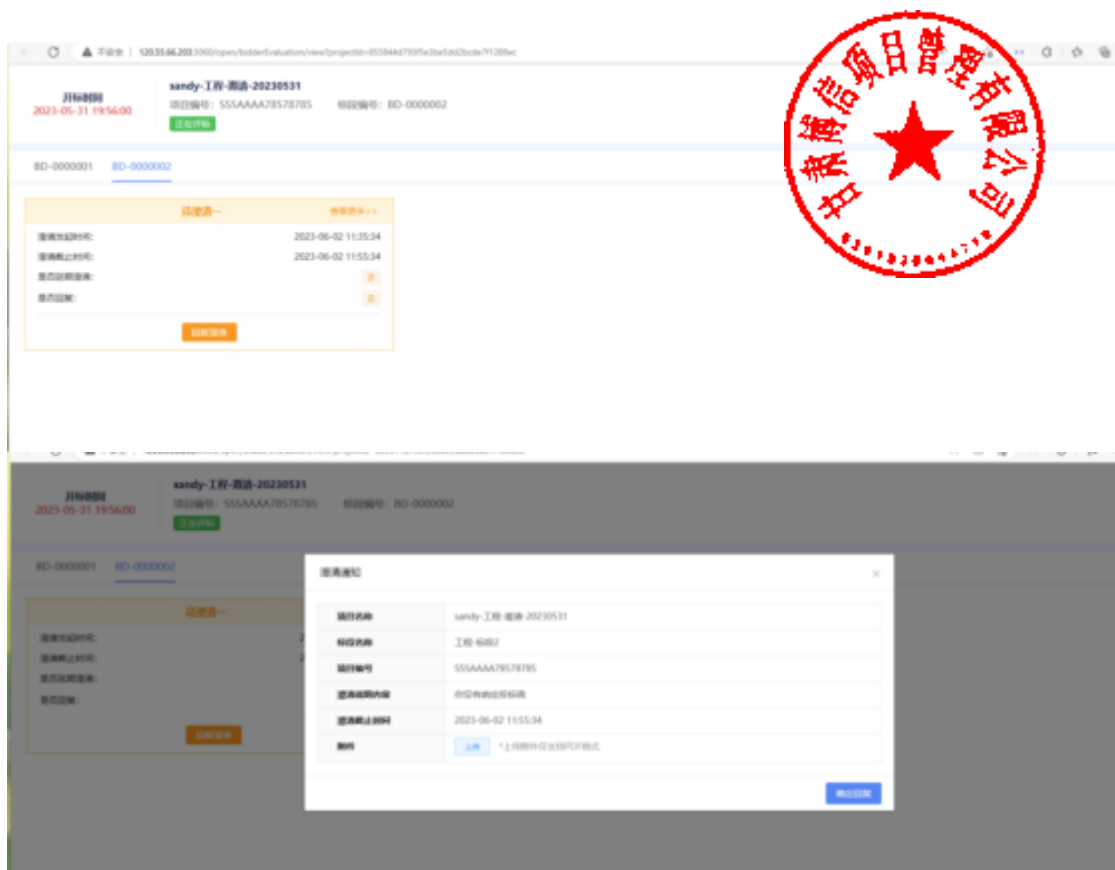 不安全 120.55.66.203:3060/open/bidderEvaluation/view?projectId=
开标时间
2023-05-31 19:56:00
sandy-工程-邀请-20230531
项目编号：SSSAAAA78578785 标段编号：BD-0000002
正在评标
BD-0000001 BD-0000002
待澄清一 查看更多>>
澄清发起时间： 2023-06-02 11:35:34
澄清截止时间： 2023-06-02 11:55:34
是否延期澄清： 否
是否回复： 否
回复澄清
甘肃博信项目管理有限公司
开标时间
2023-05-31 19:56:00
sandy-工程-邀请-20230531
项目编号：SSSAAAA78578785 标段编号：BD-0000002
正在评标
BD-0000001 BD-0000002
待澄清一
澄清发起时间：
澄清截止时间：
是否延期澄清：
是否回复：
回复澄清
澄清通知
项目名称 sandy-工程-邀请-20230531
标段名称 工程-标段2
项目编号 SSSAAAA78578785
澄清说明内容 你没有响应投标函
澄清截止时间 2023-06-02 11:55:34
附件 上传 *上传附件仅支持PDF格式
确定回复